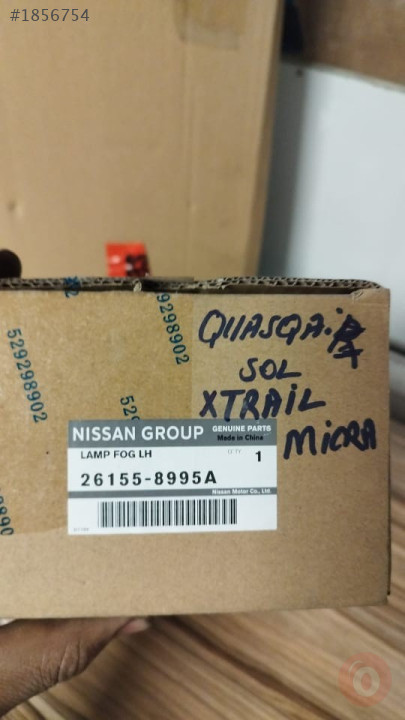 #1856754
529298902
529298902
QUASQAi
SOL
XTRAIL
MICRA
NISSAN GROUP
GENUINE PARTS
Made in China
LAMP FOG LH
1
26155-8995A
Nissan Motor Co., Ltd.